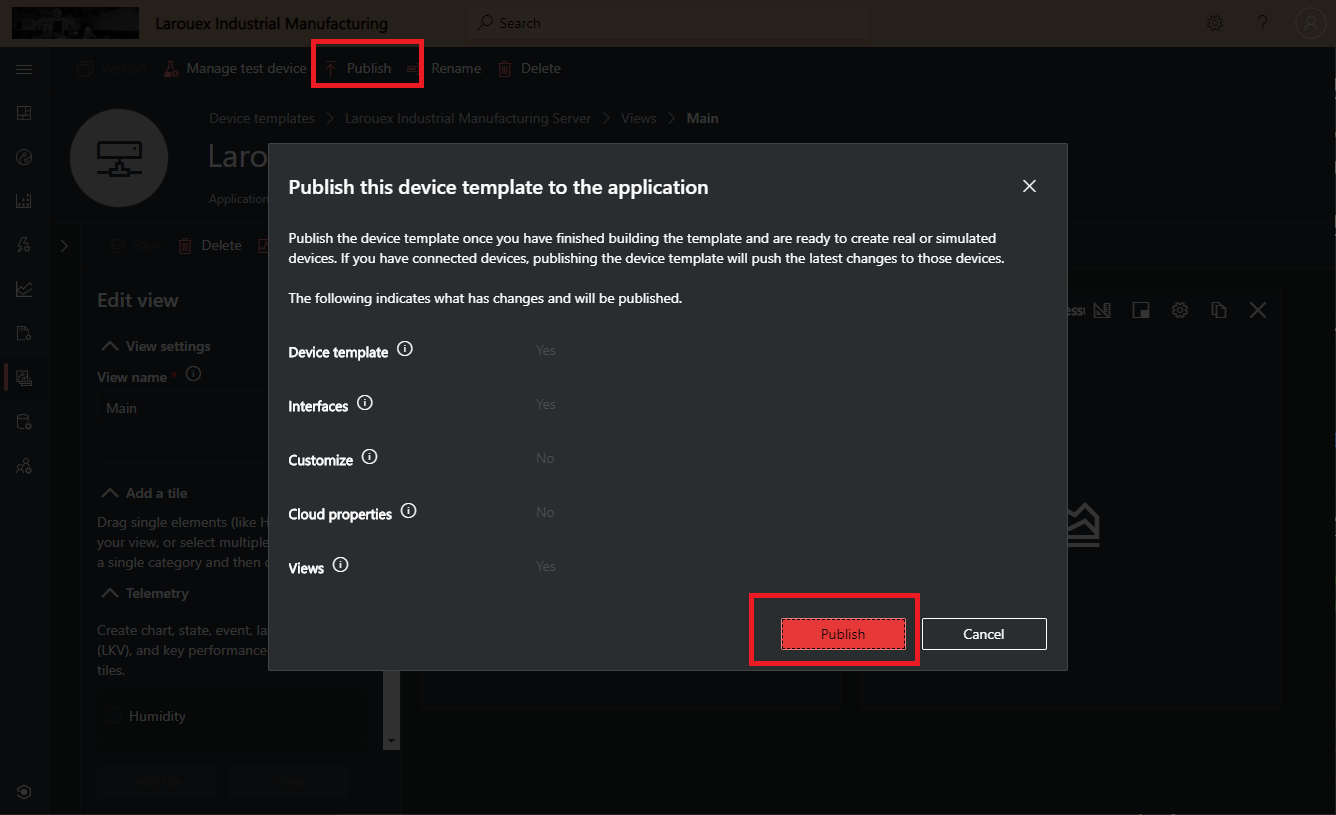 Larouex Industrial Manufacturing
Search
Version
Manage test device
Publish
Rename
Delete
Device templates > Larouex Industrial Manufacturing Server > Views > Main
Laro
Application
Save
Delete
Edit view
View settings
View name *
Main
Add a tile
Drag single elements (like H
your view, or select multiple
a single category and then
Telemetry
Create chart, state, event, la
(LKV), and key performance
tiles.
Humidity
Publish this device template to the application
Publish the device template once you have finished building the template and are ready to create real or simulated
devices. If you have connected devices, publishing the device template will push the latest changes to those devices.
The following indicates what has changes and will be published.
Device template Yes
Interfaces Yes
Customize No
Cloud properties No
Views Yes
Publish
Cancel